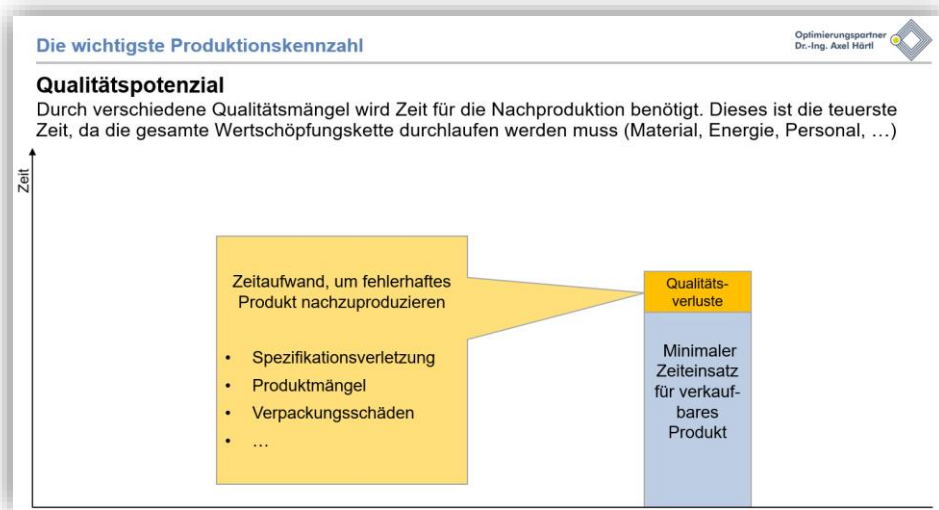 Die wichtigste Produktionskennzahl
Optimierungspartner
Dr.-Ing. Axel Härtl
Qualitätspotenzial
Durch verschiedene Qualitätsmängel wird Zeit für die Nachproduktion benötigt. Dieses ist die teuerste
Zeit, da die gesamte Wertschöpfungskette durchlaufen werden muss (Material, Energie, Personal, …)
Zeit
Zeitaufwand, um fehlerhaftes
Produkt nachzuproduzieren
• Spezifikationsverletzung
• Produktmängel
• Verpackungsschäden
• …
Qualitäts-
verluste
Minimaler
Zeiteinsatz
für verkauf-
bares
Produkt